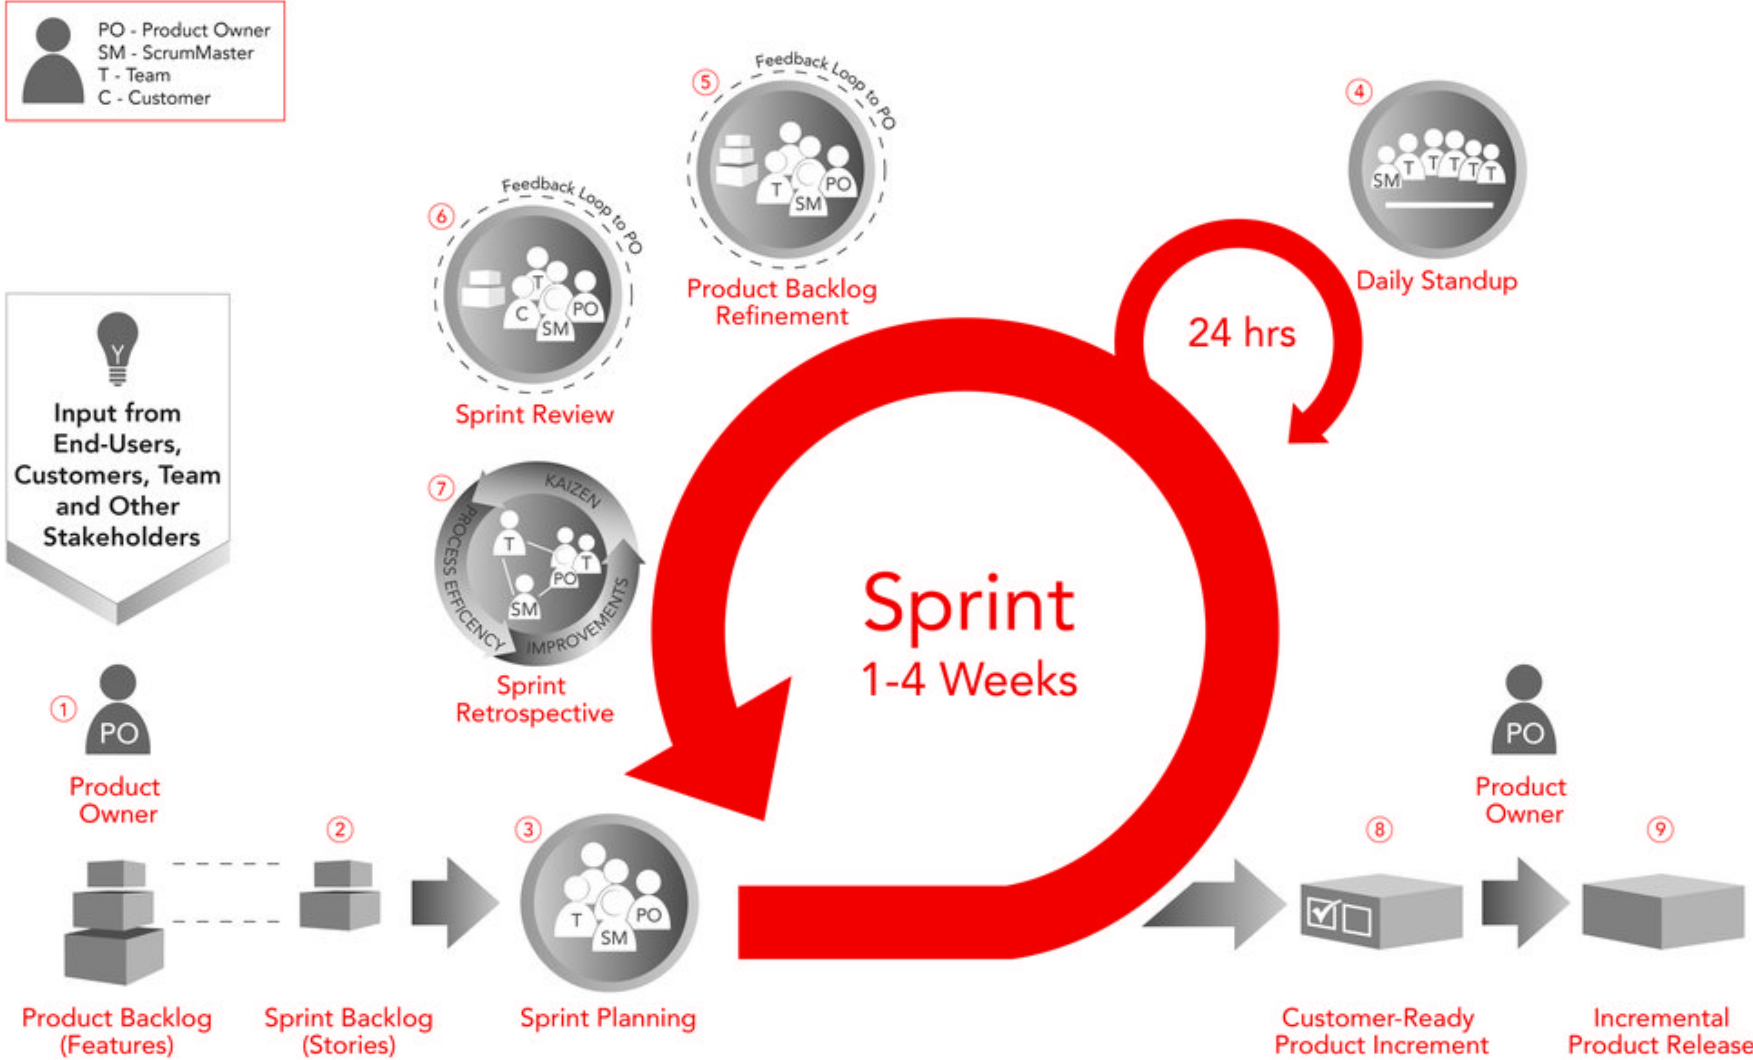 PO - Product Owner
SM - ScrumMaster
T - Team
C - Customer
Y
Input from
End-Users,
Customers, Team
and Other
Stakeholders
1
PO
Product
Owner
Product Backlog
(Features)
2
Sprint Backlog
(Stories)
3
T
SM
PO
Sprint Planning
4
SM
T
T
T
T
T
Daily Standup
24 hrs
5
Feedback Loop to PO
T
SM
PO
Product Backlog
Refinement
6
Feedback Loop to PO
T
C
SM
PO
Sprint Review
7
KAIZEN
PROCESS EFFICENCY
IMPROVEMENTS
T
PO
T
SM
Sprint
Retrospective
Sprint
1-4 Weeks
8
Customer-Ready
Product Increment
PO
Product
Owner
9
Incremental
Product Release